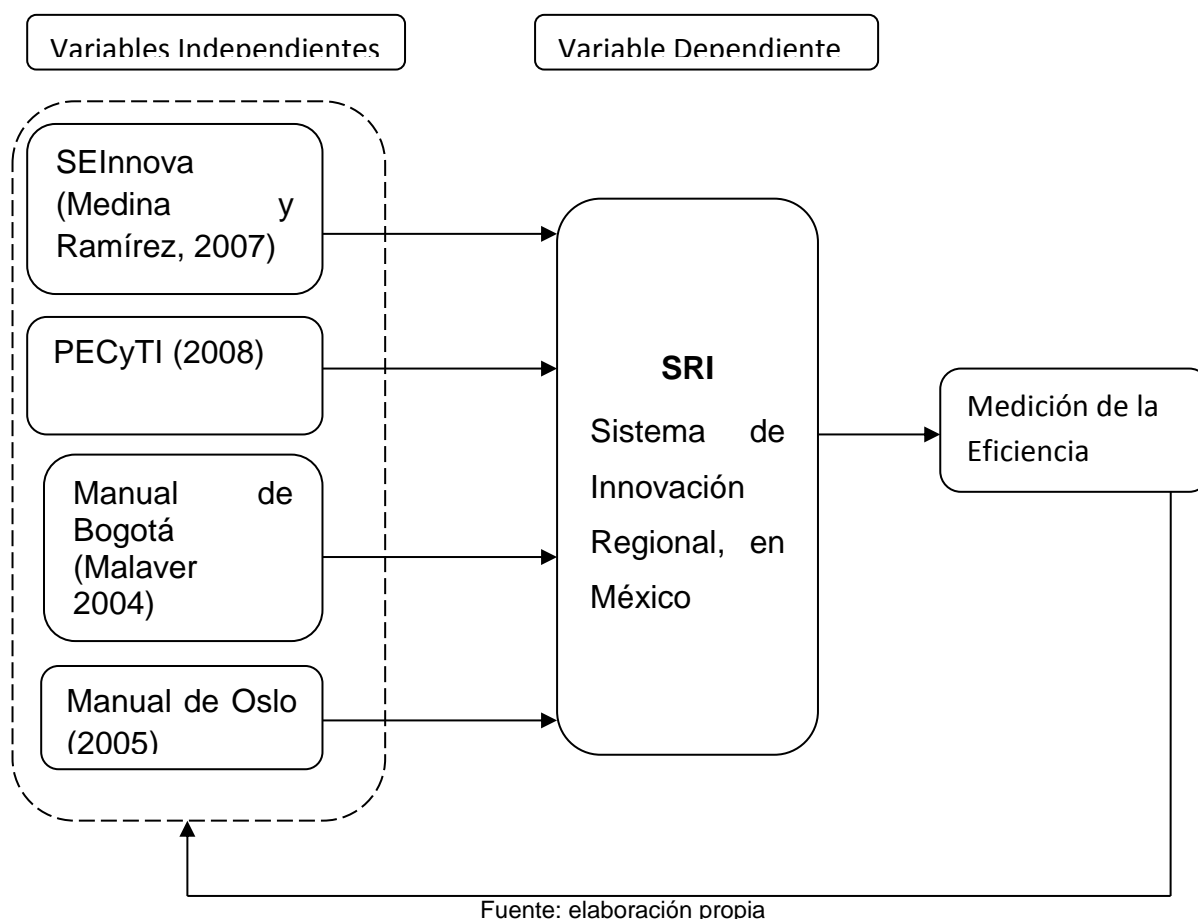 Variables Independientes
Variable Dependiente
SEInnova
(Medina y
Ramírez, 2007)
PECyTI (2008)
Manual de
Bogotá
(Malaver
2004)
Manual de Oslo
(2005)
SRI
Sistema de
Innovación
Regional, en
México
Medición de la
Eficiencia
Fuente: elaboración propia